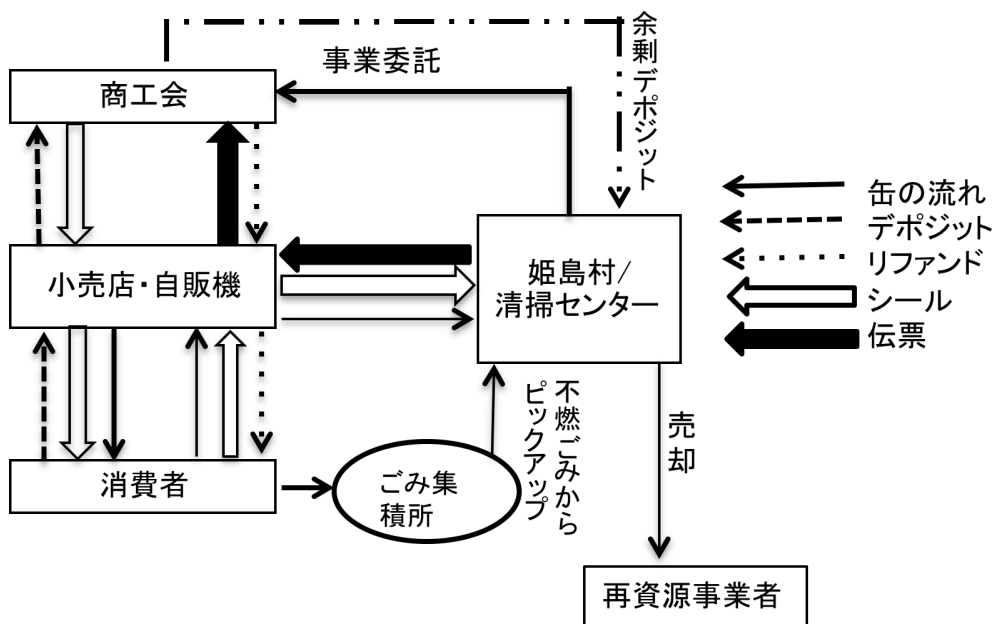 商工会
事業委託
余剰デポジット
小売店・自販機
姫島村/
清掃センター
缶の流れ
デポジット
リファンド
シール
伝票
消費者
ごみ集
積所
不燃ごみから
ピックアップ
売却
再資源事業者